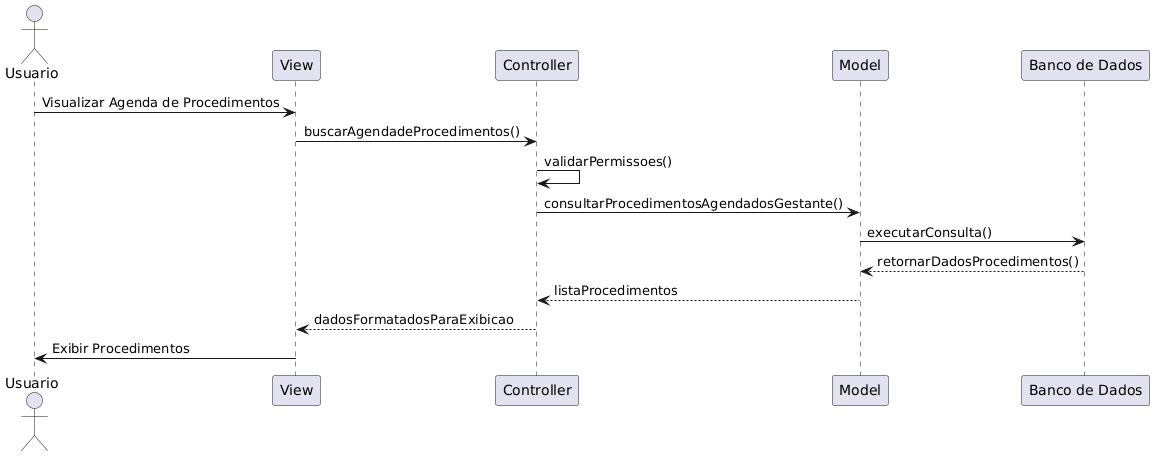 Usuario
View
Controller
Model
Banco de Dados
Visualizar Agenda de Procedimentos
buscarAgendadeProcedimentos()
validarPermissoes()
consultarProcedimentosAgendadosGestante()
executarConsulta()
retornarDadosProcedimentos()
listaProcedimentos
dadosFormatadosParaExibicao
Exibir Procedimentos
Usuario
View
Controller
Model
Banco de Dados